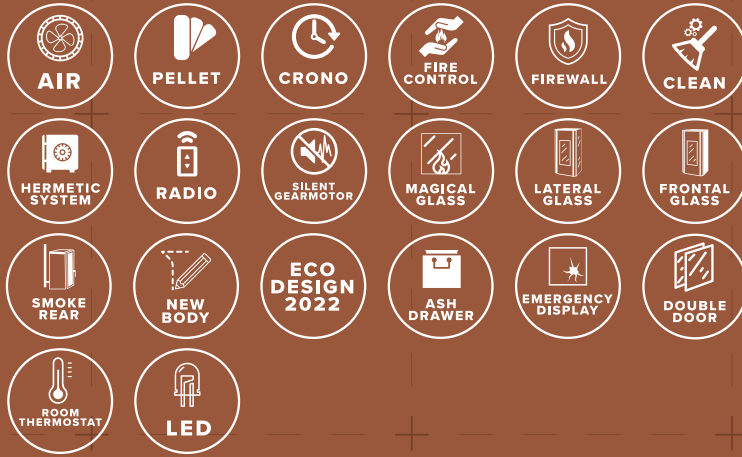 AIR
PELLET
CRONO
FIRE
CONTROL
FIREWALL
CLEAN
HERMETIC
SYSTEM
RADIO
SILENT
GEARMOTOR
MAGICAL
GLASS
LATERAL
GLASS
FRONTAL
GLASS
SMOKE
REAR
NEW
BODY
ECO
DESIGN
2022
ASH
DRAWER
EMERGENCY
DISPLAY
DOUBLE
DOOR
ROOM
THERMOSTAT
LED